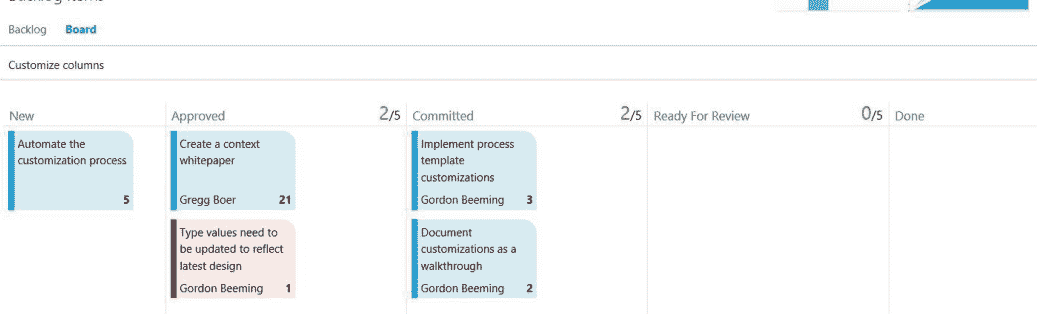 Backlog items
Backlog Board
Customize columns
New
Automate the
customization process
5
Approved 2/5
Create a context
whitepaper
Gregg Boer 21
Type values need to
be updated to reflect
latest design
Gordon Beeming 1
Committed 2/5
Implement process
template
customizations
Gordon Beeming 3
Document
customizations as a
walkthrough
Gordon Beeming 2
Ready For Review 0/5
Done